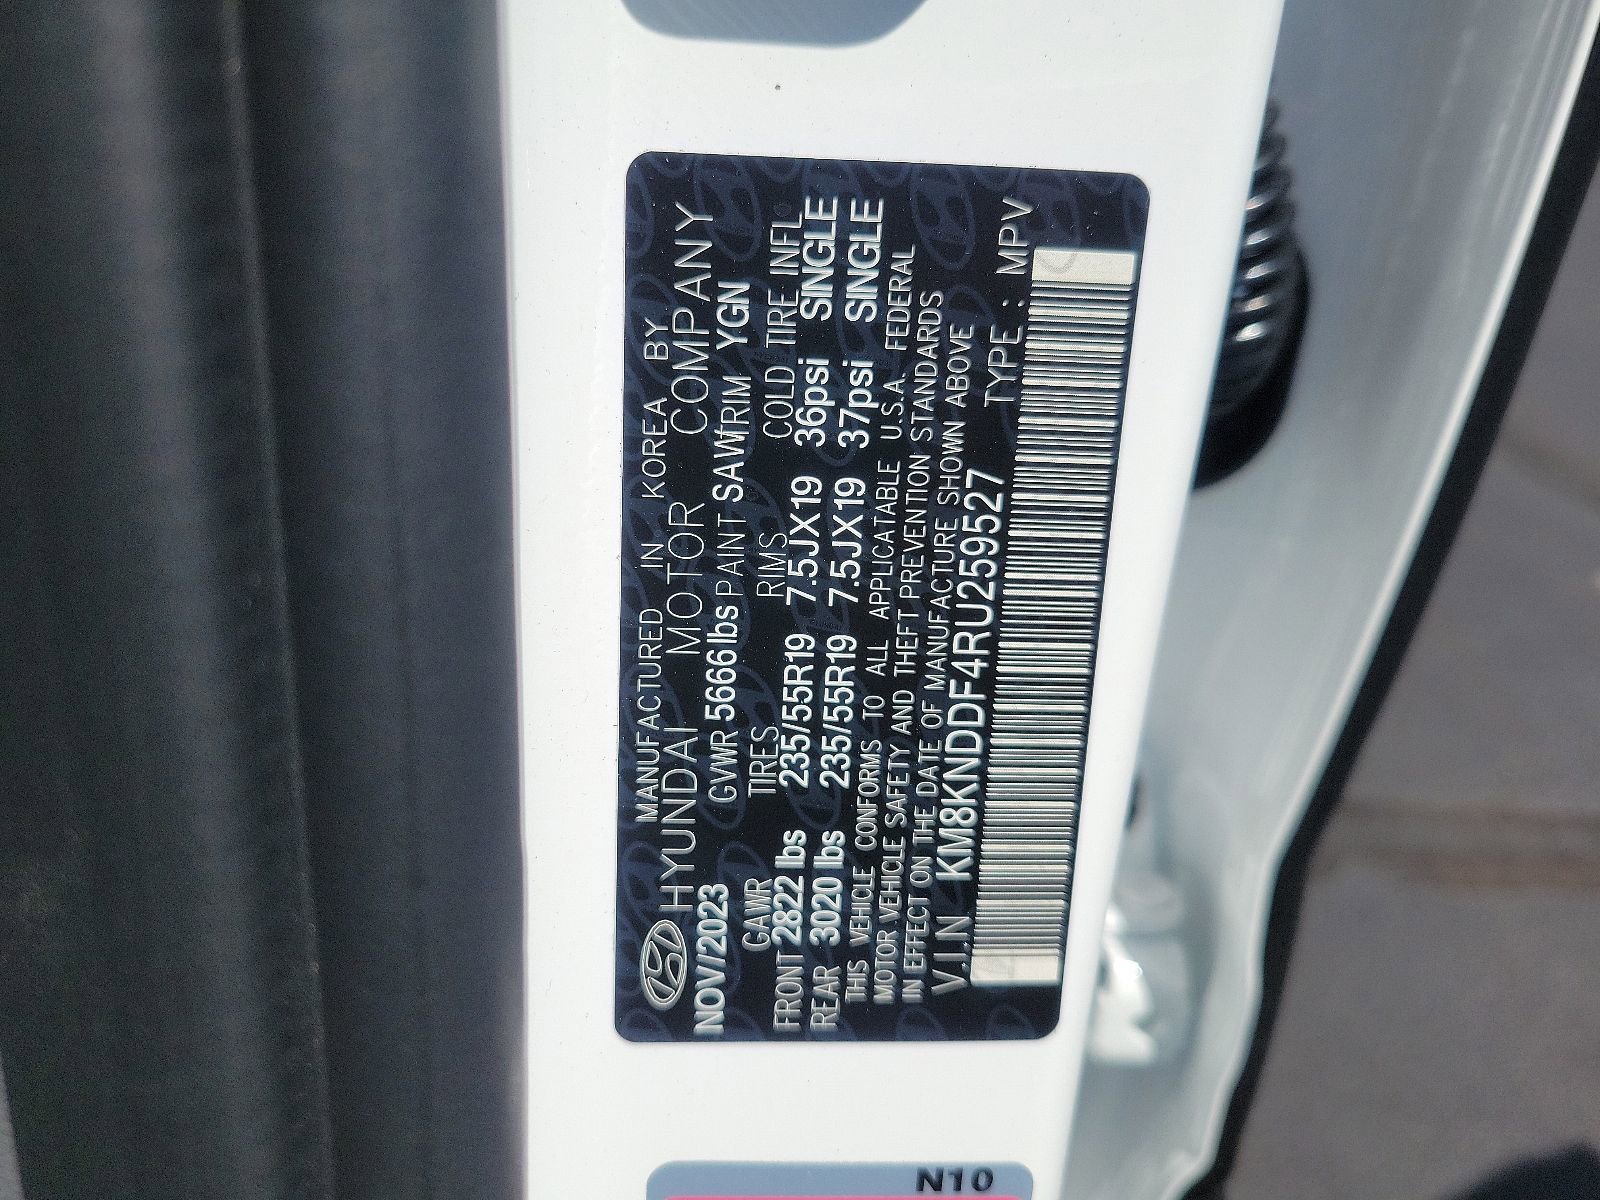 MANUFACTURED IN KOREA BY
HYUNDAI MOTOR COMPANY
NOV/2023 GVWR 5666lbs PAINT SAW TRIM YGN
GAWR TIRES RIMS COLD TIRE INFL
FRONT 2822 lbs 235/55R19 7.5JX19 36psi SINGLE
REAR 3020 lbs 235/55R19 7.5JX19 37psi SINGLE
THIS VEHICLE CONFORMS TO ALL APPLICATABLE U.S.A. FEDERAL
MOTOR VEHICLE SAFETY AND THEFT PREVENTION STANDARDS
IN EFFECT ON THE DATE OF MANUFACTURE SHOWN ABOVE
V.I.N KM8KNDDF4RU259527 TYPE : MPV
N10